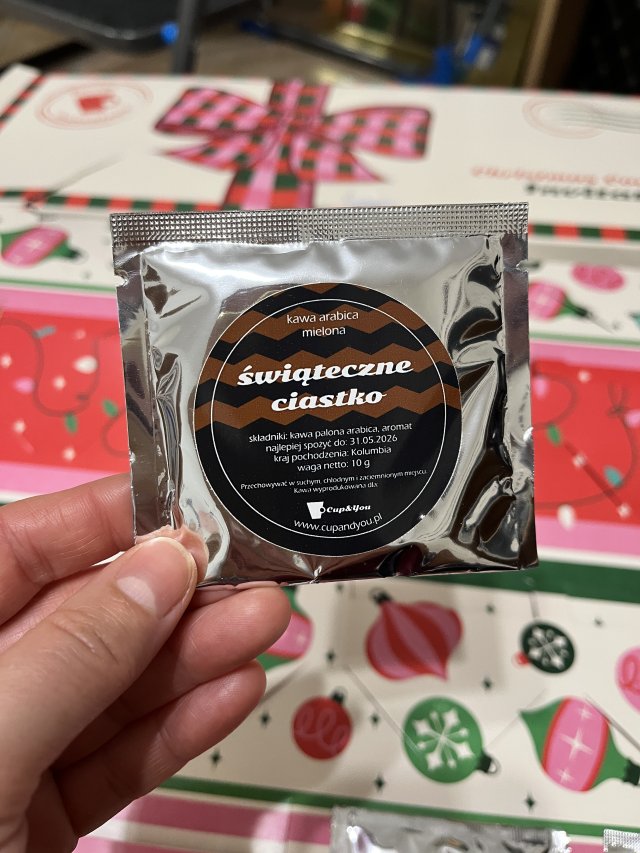 kawa arabica
mielona
świąteczne
ciastko
składniki: kawa palona arabica, aromat
najlepiej spożyć do: 31.05.2026
kraj pochodzenia: Kolumbia
waga netto: 10 g
Przechowywać w suchym, chłodnym i zaciemnionym miejscu.
Kawa wyprodukowana dla:
Cup&You
www.cupandyou.pl